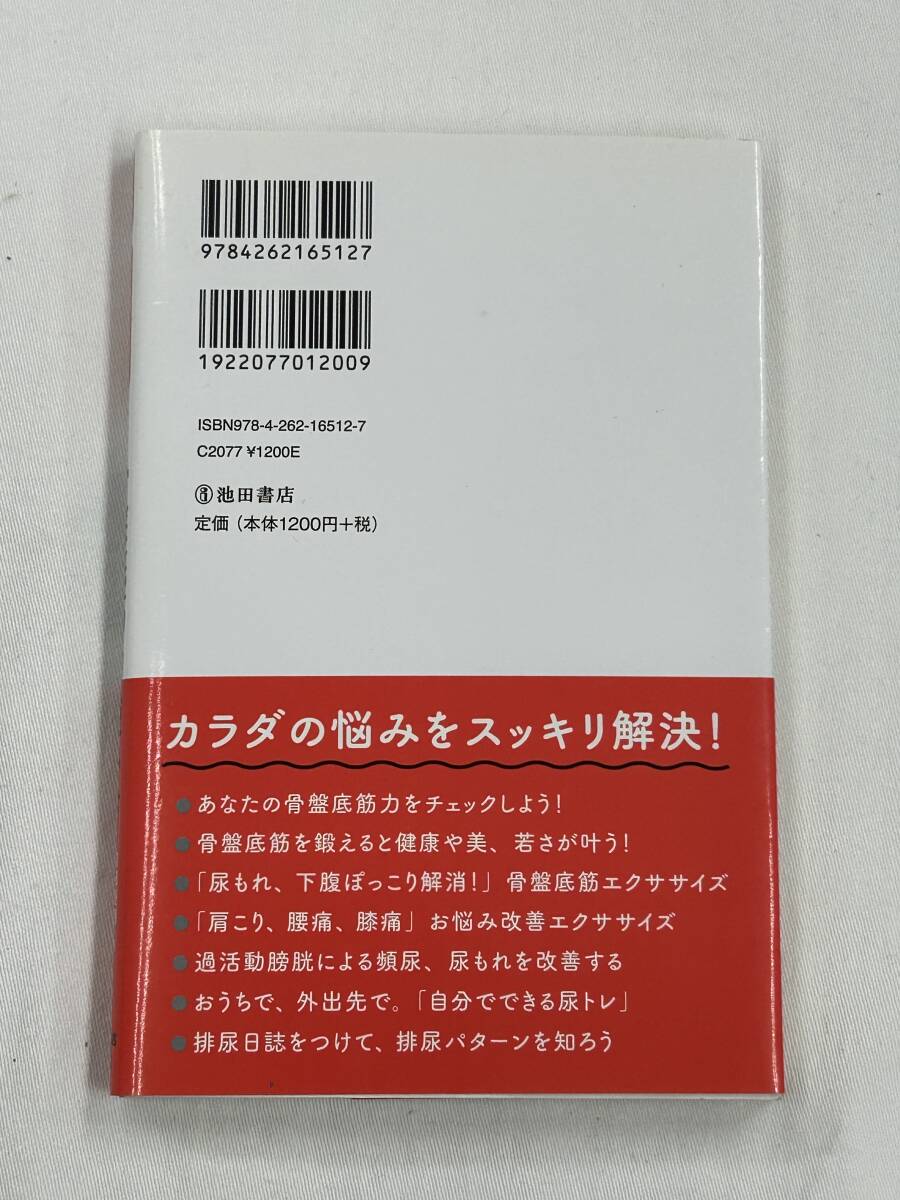 9784262165127
1922077012009
ISBN978-4-262-16512-7
C2077 ¥1200E
池田書店
定価（本体1200円＋税）
カラダの悩みをスッキリ解決！
●あなたの骨盤底筋力をチェックしよう！
●骨盤底筋を鍛えると健康や美、若さが叶う！
●「尿もれ、下腹ぽっこり解消！」骨盤底筋エクササイズ
●「肩こり、腰痛、膝痛」お悩み改善エクササイズ
●過活動膀胱による頻尿、尿もれを改善する
●おうちで、外出先で。「自分でできる尿トレ」
●排尿日誌をつけて、排尿パターンを知ろう